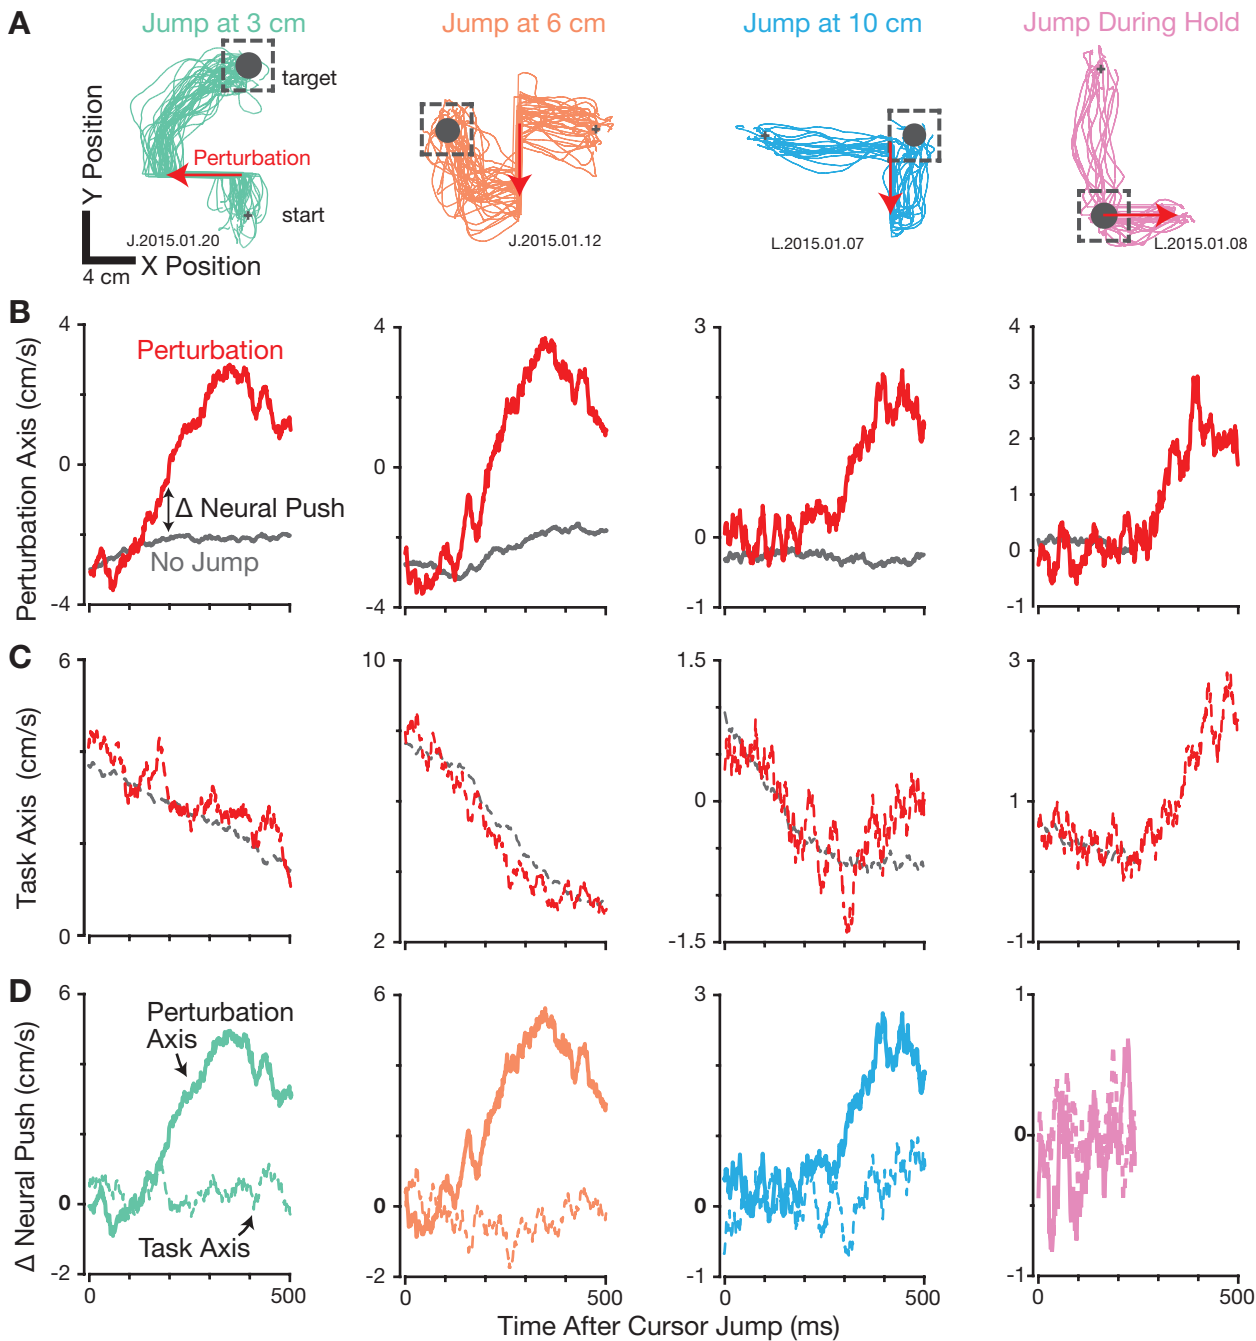 A
Jump at 3 cm
Jump at 6 cm
Jump at 10 cm
Jump During Hold
target
Perturbation
start
Y Position
X Position
4 cm
J.2015.01.20
J.2015.01.12
L.2015.01.07
L.2015.01.08
B
Perturbation Axis (cm/s)
4
0
-4
Perturbation
Δ Neural Push
No Jump
4
0
-4
3
0
-1
4
3
2
1
0
-1
C
Task Axis (cm/s)
6
0
10
2
1.5
0
-1.5
3
1
-1
D
Δ Neural Push (cm/s)
6
0
-2
Perturbation
Axis
Task Axis
6
0
-2
3
0
-1
1
0
-1
0
500
0
500
0
500
0
500
Time After Cursor Jump (ms)